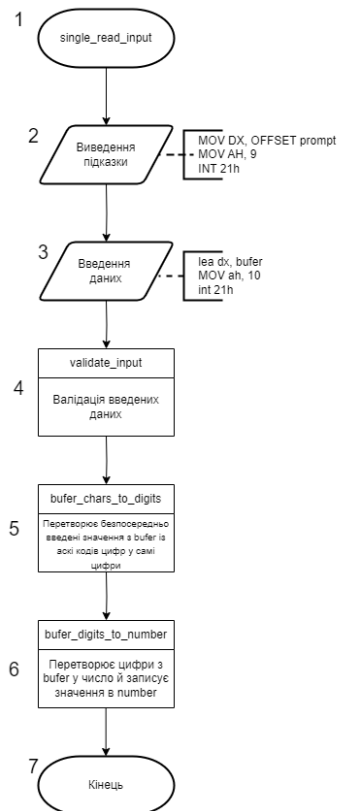 1
single_read_input
2
Виведення
підказки
MOV DX, OFFSET prompt
MOV AH, 9
INT 21h
3
Введення
даних
lea dx, bufer
MOV ah, 10
int 21h
validate_input
4
Валідація введених
даних
bufer_chars_to_digits
5
Перетворює безпосередньо
введені значення з bufer із
аскі кодів цифр у самі
цифри
bufer_digits_to_number
6
Перетворює цифри з
bufer у число й записує
значення в number
7
Кінець